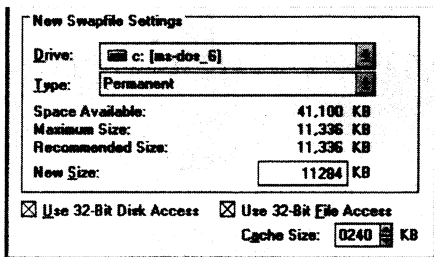 New Swapfile Settings
Drive: c: [ms-dos_6]
Type: Permanent
Space Available: 41,100 KB
Maximum Size: 11,336 KB
Recommended Size: 11,336 KB
New Size: 11284 KB
Use 32-Bit Disk Access Use 32-Bit File Access
Cache Size: 0240 KB